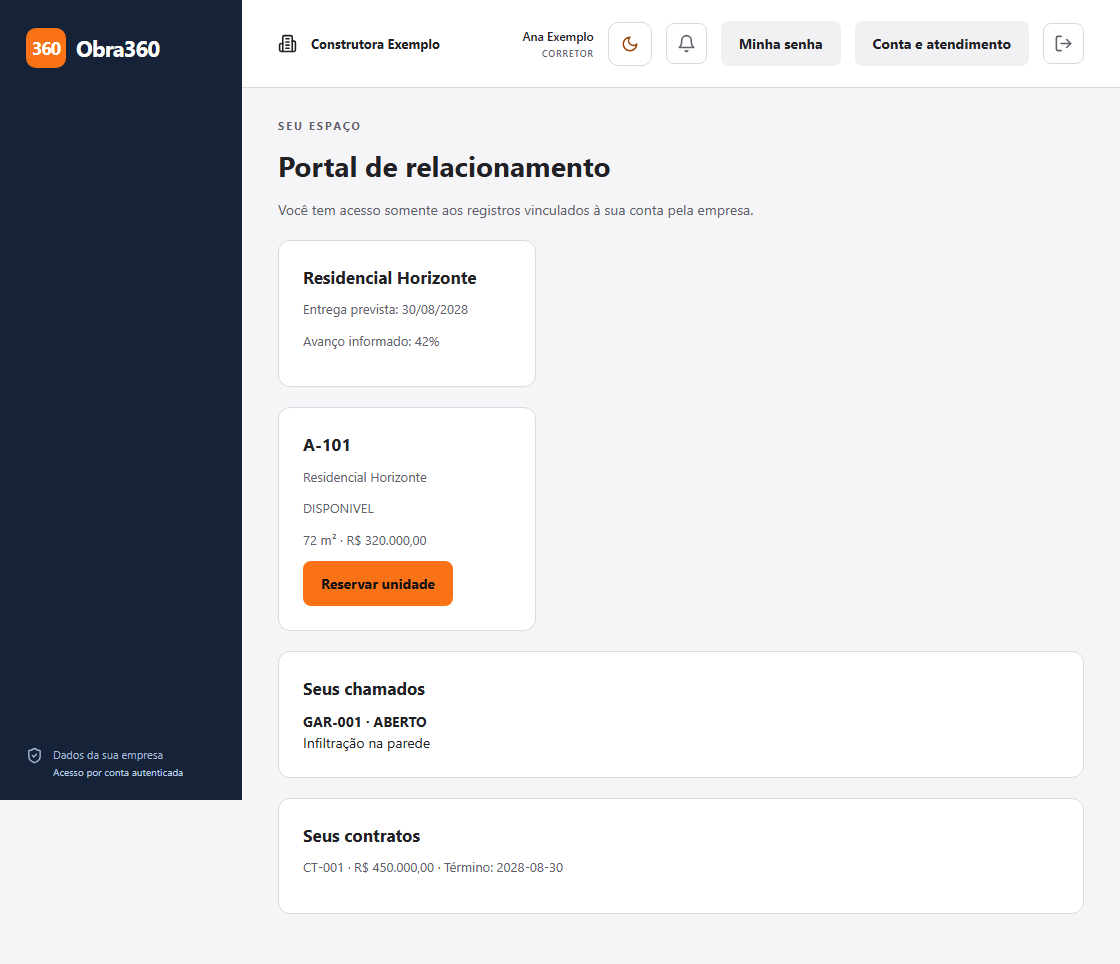 360 Obra360
Construtora Exemplo
Ana Exemplo
CORRETOR
Minha senha
Conta e atendimento
SEU ESPAÇO
Portal de relacionamento
Você tem acesso somente aos registros vinculados à sua conta pela empresa.
Residencial Horizonte
Entrega prevista: 30/08/2028
Avanço informado: 42%
A-101
Residencial Horizonte
DISPONIVEL
72 m² · R$ 320.000,00
Reservar unidade
Seus chamados
GAR-001 · ABERTO
Infiltração na parede
Seus contratos
CT-001 · R$ 450.000,00 · Término: 2028-08-30
Dados da sua empresa
Acesso por conta autenticada